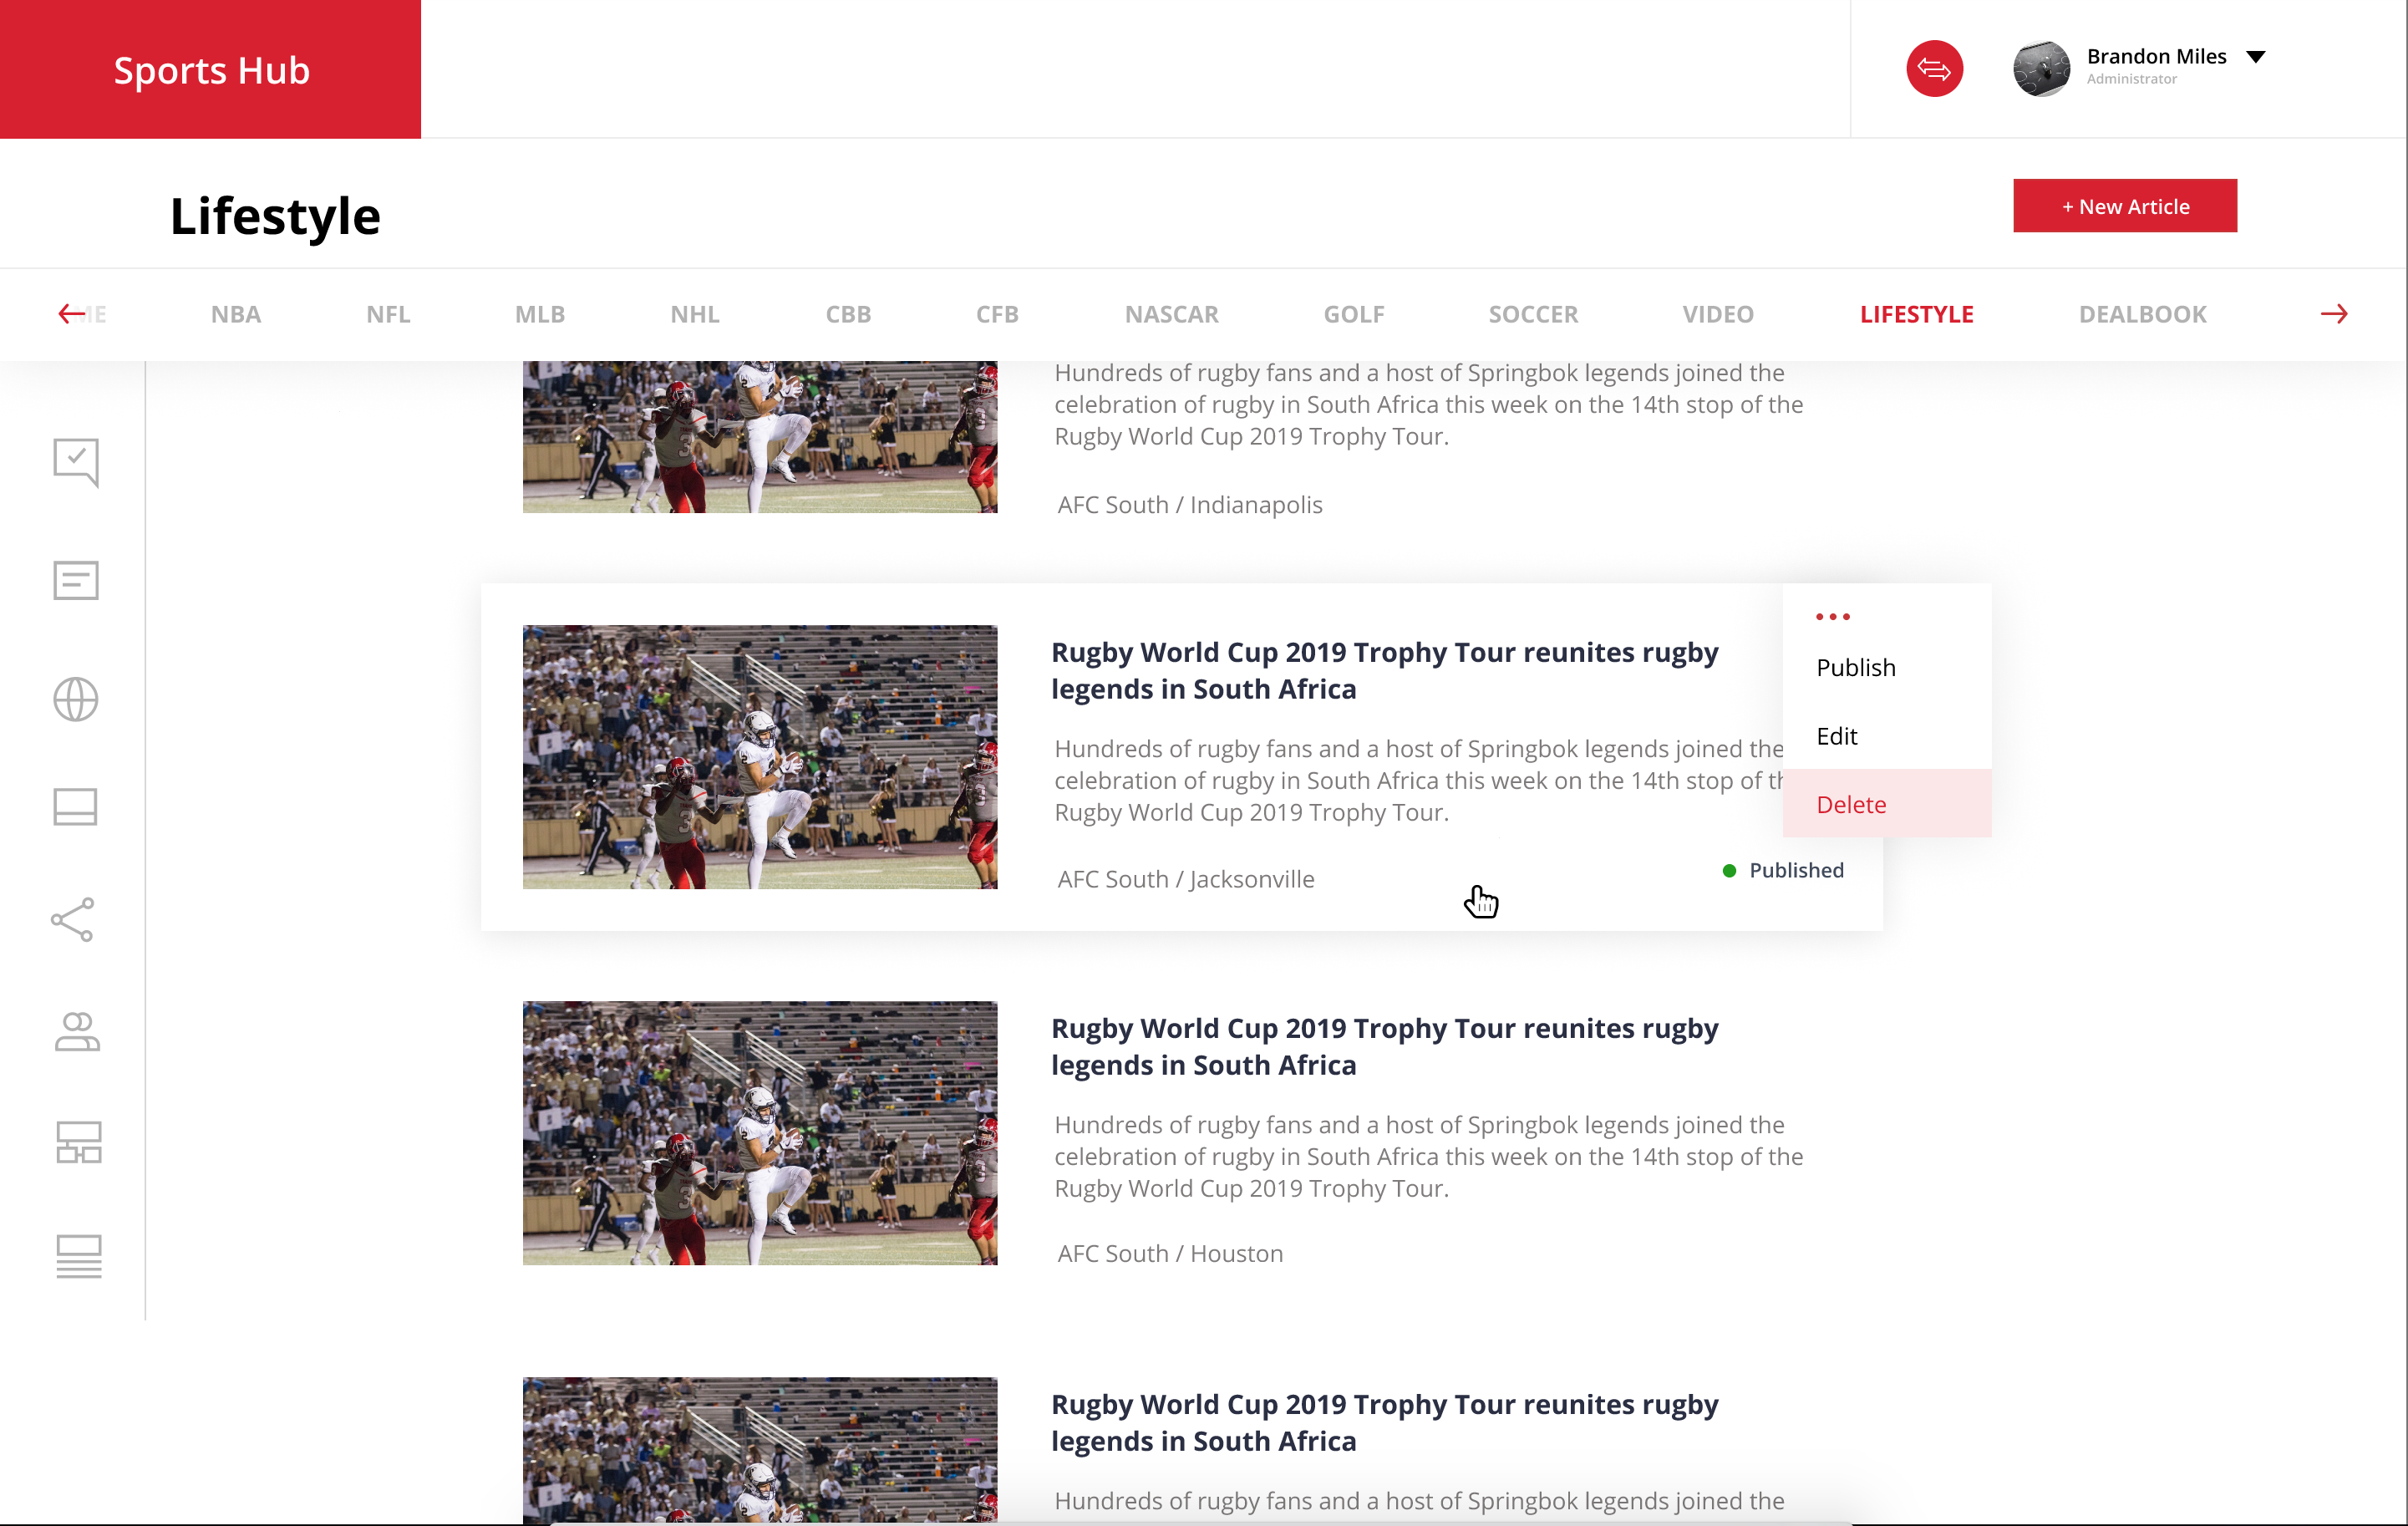 Sports Hub
Brandon Miles
Administrator
Lifestyle
+ New Article
NBA NFL MLB NHL CBB CFB NASCAR GOLF SOCCER VIDEO LIFESTYLE DEALBOOK
Hundreds of rugby fans and a host of Springbok legends joined the
celebration of rugby in South Africa this week on the 14th stop of the
Rugby World Cup 2019 Trophy Tour.
AFC South / Indianapolis
Rugby World Cup 2019 Trophy Tour reunites rugby
legends in South Africa
Hundreds of rugby fans and a host of Springbok legends joined the
celebration of rugby in South Africa this week on the 14th stop of
Rugby World Cup 2019 Trophy Tour.
AFC South / Jacksonville
Publish
Edit
Delete
Published
Rugby World Cup 2019 Trophy Tour reunites rugby
legends in South Africa
Hundreds of rugby fans and a host of Springbok legends joined the
celebration of rugby in South Africa this week on the 14th stop of the
Rugby World Cup 2019 Trophy Tour.
AFC South / Houston
Rugby World Cup 2019 Trophy Tour reunites rugby
legends in South Africa
Hundreds of rugby fans and a host of Springbok legends joined the